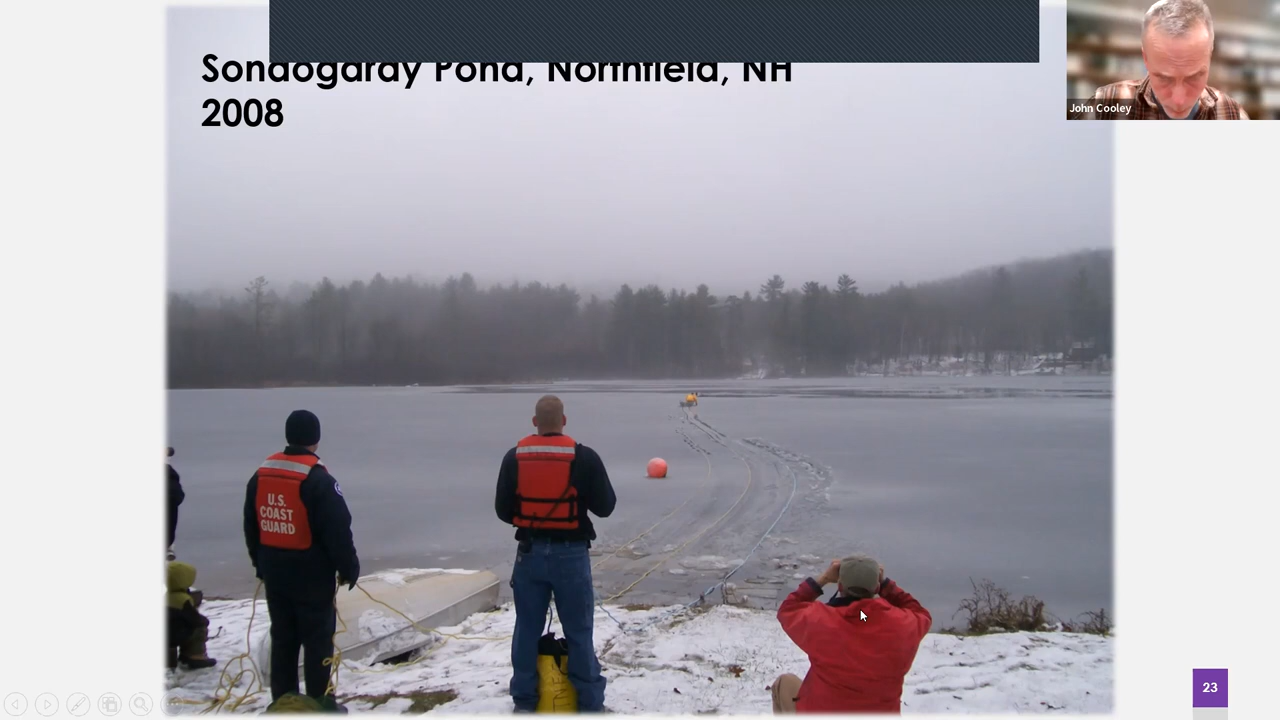 Sondogardy Pond, Northfield, NH
2008
John Cooley
U.S.
COAST
GUARD
23